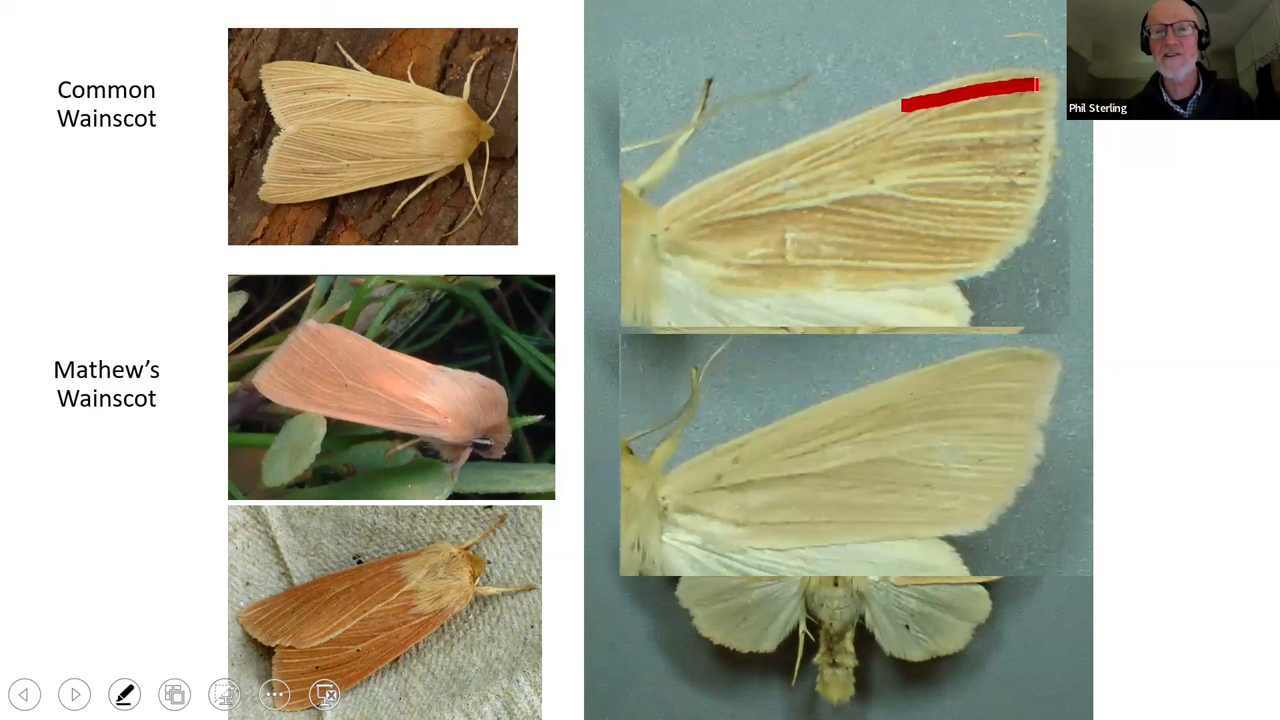 Common
Wainscot
Mathew’s
Wainscot
Phil Sterling